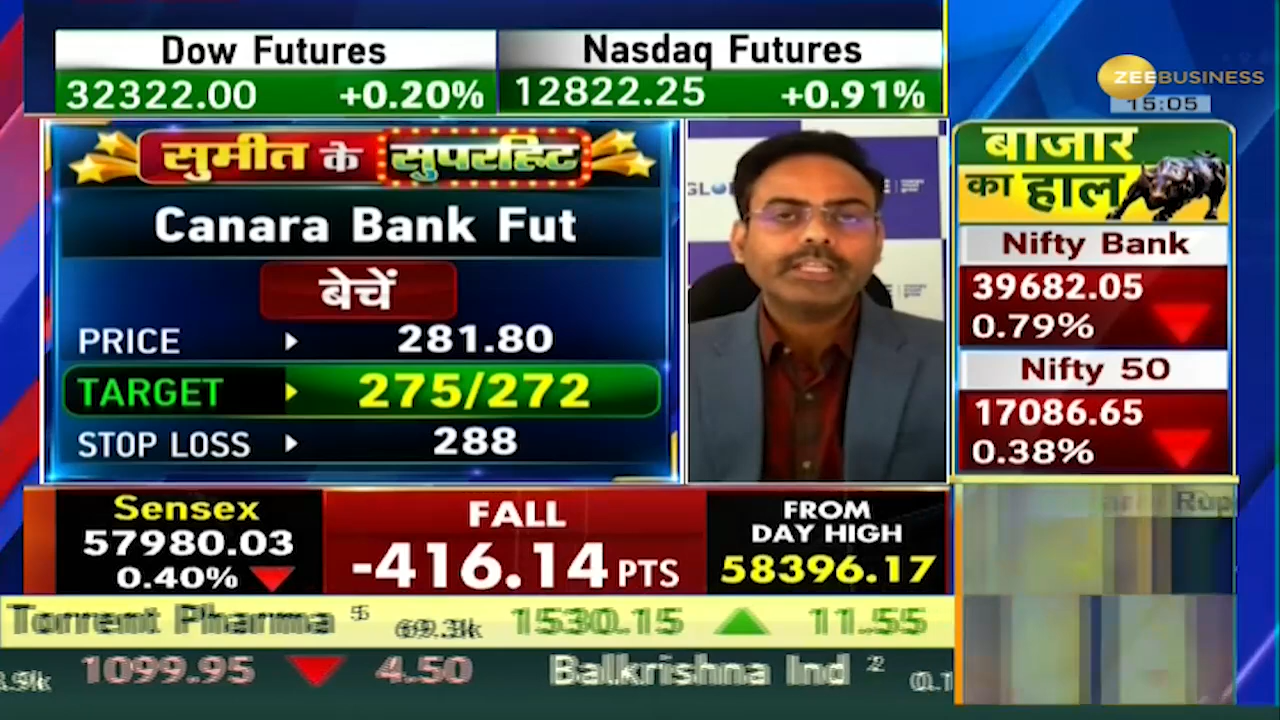 Dow Futures
32322.00 +0.20%
Nasdaq Futures
12822.25 +0.91%
ZEEBUSINESS
15:05
सुमीत के सुपरहिट
Canara Bank Fut
बेचें
PRICE 281.80
TARGET 275/272
STOP LOSS 288
बाजार
का हाल
Nifty Bank
39682.05
0.79%
Nifty 50
17086.65
0.38%
Sensex
57980.03
0.40%
FALL
-416.14 PTS
FROM
DAY HIGH
58396.17
Torrent Pharma 1530.15 11.55
1099.95 4.50 Balkrishna Ind